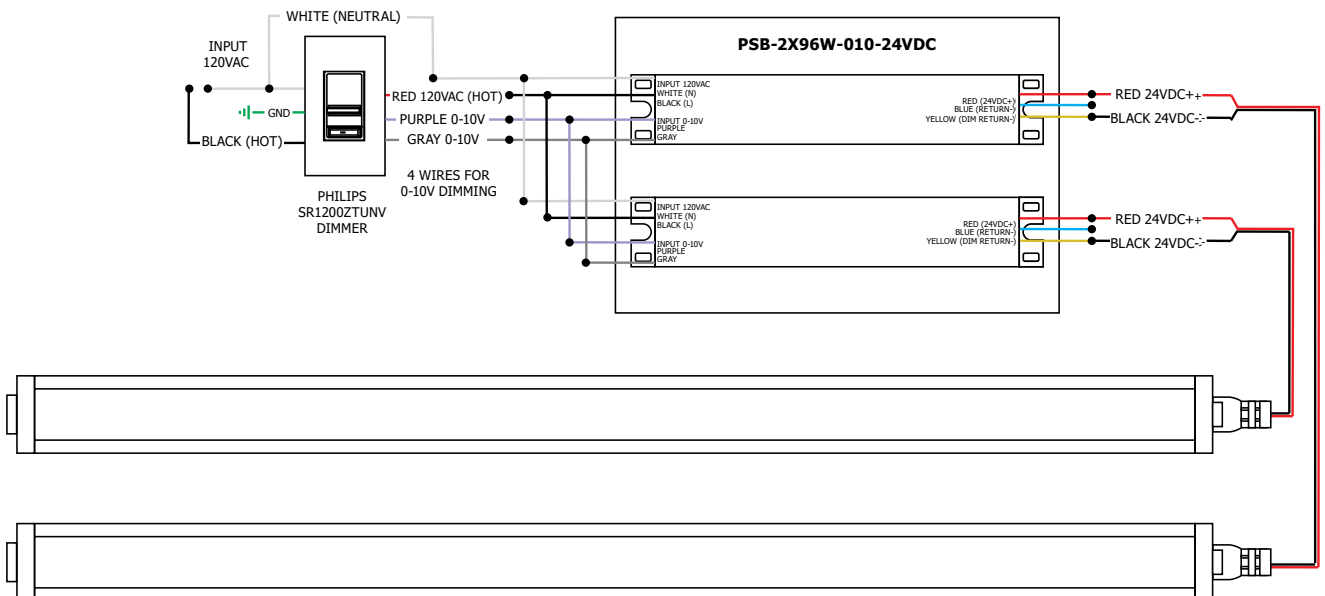 WHITE (NEUTRAL)
INPUT
120VAC
GND
BLACK (HOT)
PHILIPS
SR1200ZTUNV
DIMMER
RED 120VAC (HOT)
PURPLE 0-10V
GRAY 0-10V
4 WIRES FOR
0-10V DIMMING
PSB-2X96W-010-24VDC
INPUT 120VAC
WHITE (N)
BLACK (L)
INPUT 0-10V
PURPLE
GRAY
RED (24VDC+)
BLUE (RETURN-)
YELLOW (DIM RETURN-)
RED 24VDC++
BLACK 24VDC--
INPUT 120VAC
WHITE (N)
BLACK (L)
INPUT 0-10V
PURPLE
GRAY
RED (24VDC+)
BLUE (RETURN-)
YELLOW (DIM RETURN-)
RED 24VDC++
BLACK 24VDC--